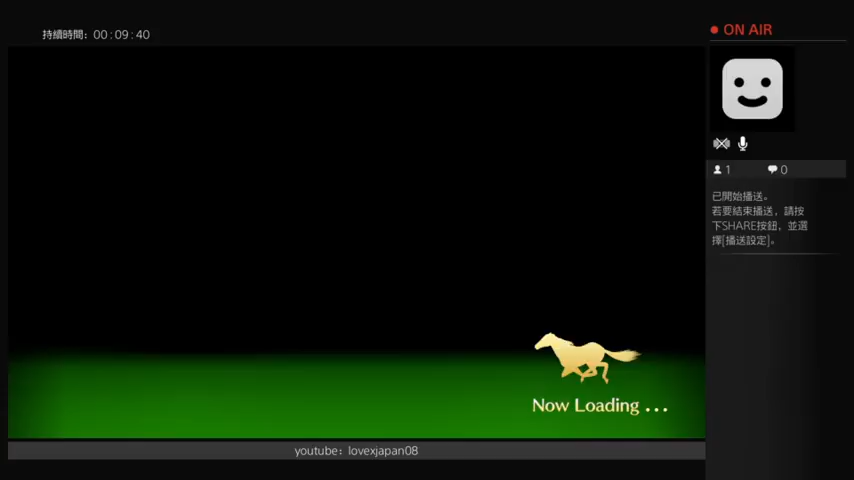 持續時間：00:09:40
ON AIR
1
0
已開始播送。
若要結束播送，請按
下SHARE按鈕，並選
擇[播送設定]。
Now Loading ...
youtube：lovexjapan08